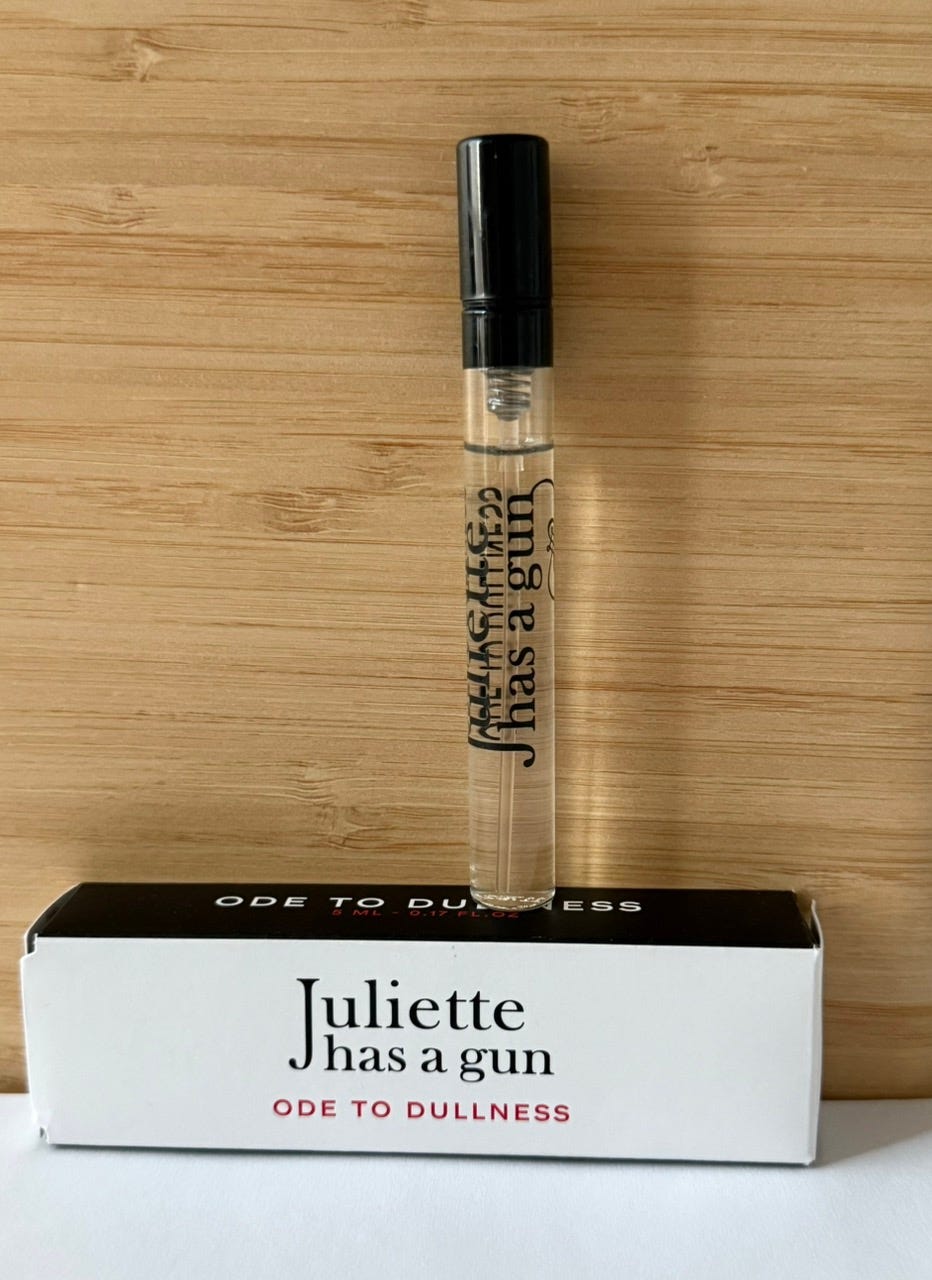 Juliette
has a gun
ODE TO DULLNESS
5 ML - 0.17 FL.OZ
Juliette
has a gun
ODE TO DULLNESS